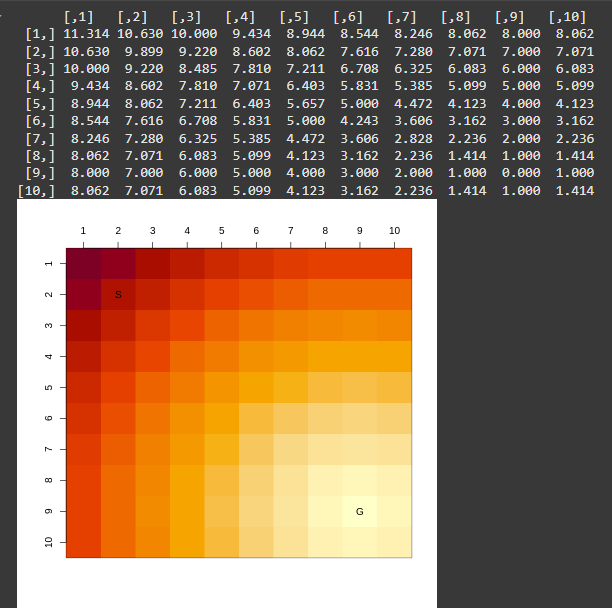 [,1] [,2] [,3] [,4] [,5] [,6] [,7] [,8] [,9] [,10]
[1,] 11.314 10.630 10.000 9.434 8.944 8.544 8.246 8.062 8.000 8.062
[2,] 10.630 9.899 9.220 8.602 8.062 7.616 7.280 7.071 7.000 7.071
[3,] 10.000 9.220 8.485 7.810 7.211 6.708 6.325 6.083 6.000 6.083
[4,] 9.434 8.602 7.810 7.071 6.403 5.831 5.385 5.099 5.000 5.099
[5,] 8.944 8.062 7.211 6.403 5.657 5.000 4.472 4.123 4.000 4.123
[6,] 8.544 7.616 6.708 5.831 5.000 4.243 3.606 3.162 3.000 3.162
[7,] 8.246 7.280 6.325 5.385 4.472 3.606 2.828 2.236 2.000 2.236
[8,] 8.062 7.071 6.083 5.099 4.123 3.162 2.236 1.414 1.000 1.414
[9,] 8.000 7.000 6.000 5.000 4.000 3.000 2.000 1.000 0.000 1.000
[10,] 8.062 7.071 6.083 5.099 4.123 3.162 2.236 1.414 1.000 1.414
1 2 3 4 5 6 7 8 9 10
1
2 S
3
4
5
6
7
8
9 G
10